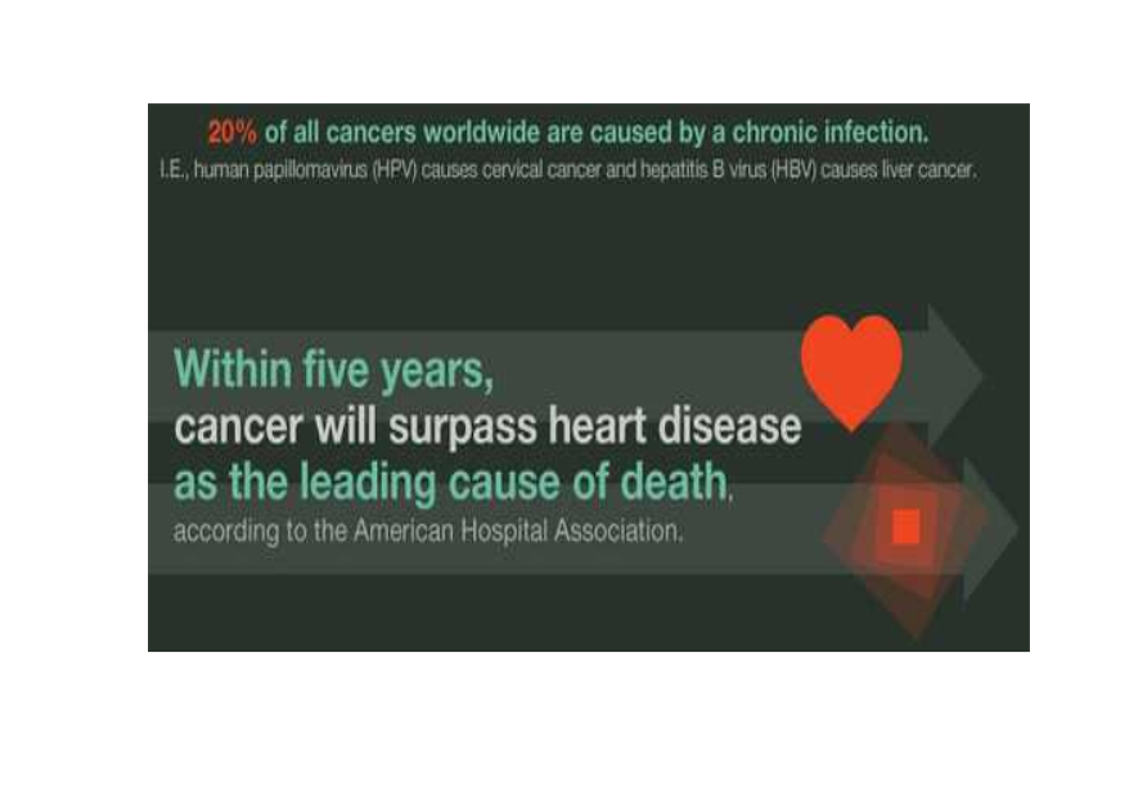 20% of all cancers worldwide are caused by a chronic infection.
I.E., human papillomavirus (HPV) causes cervical cancer and hepatitis B virus (HBV) causes liver cancer.
Within five years,
cancer will surpass heart disease
as the leading cause of death,
according to the American Hospital Association.